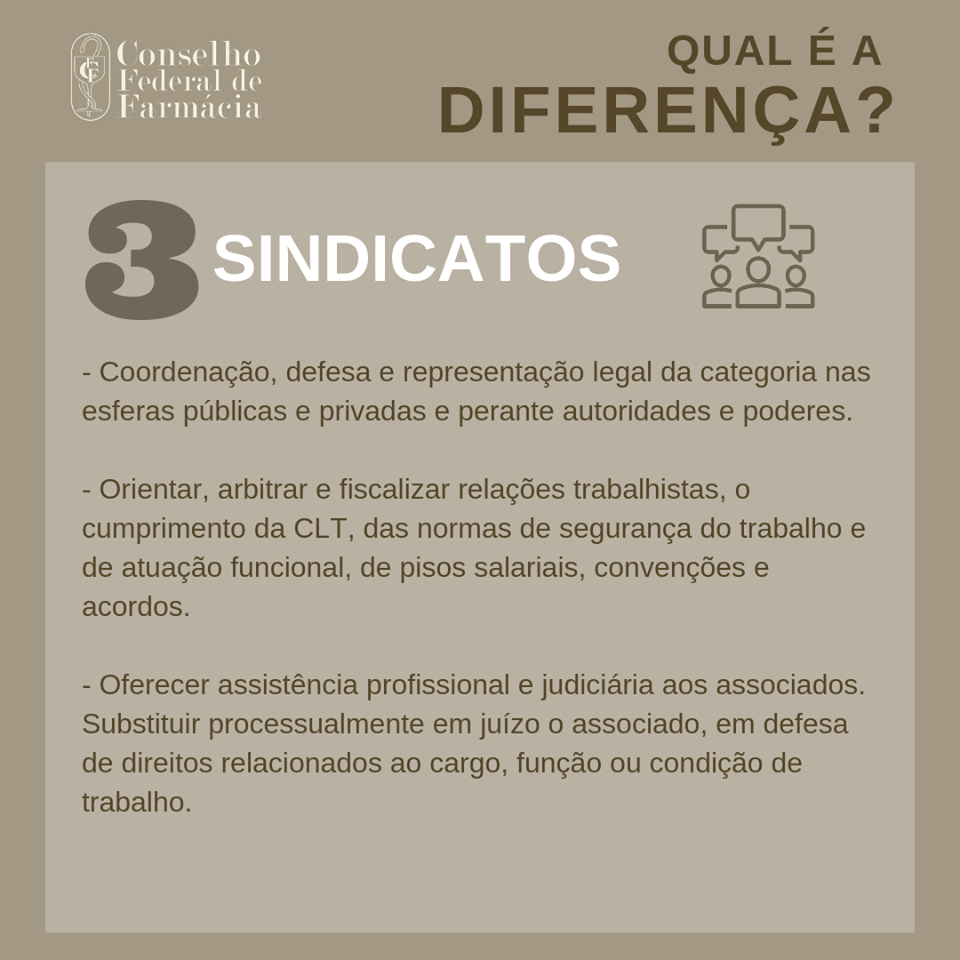 Conselho
Federal de
Farmácia
QUAL É A
DIFERENÇA?
3 SINDICATOS
- Coordenação, defesa e representação legal da categoria nas
esferas públicas e privadas e perante autoridades e poderes.
- Orientar, arbitrar e fiscalizar relações trabalhistas, o
cumprimento da CLT, das normas de segurança do trabalho e
de atuação funcional, de pisos salariais, convenções e
acordos.
- Oferecer assistência profissional e judiciária aos associados.
Substituir processualmente em juízo o associado, em defesa
de direitos relacionados ao cargo, função ou condição de
trabalho.